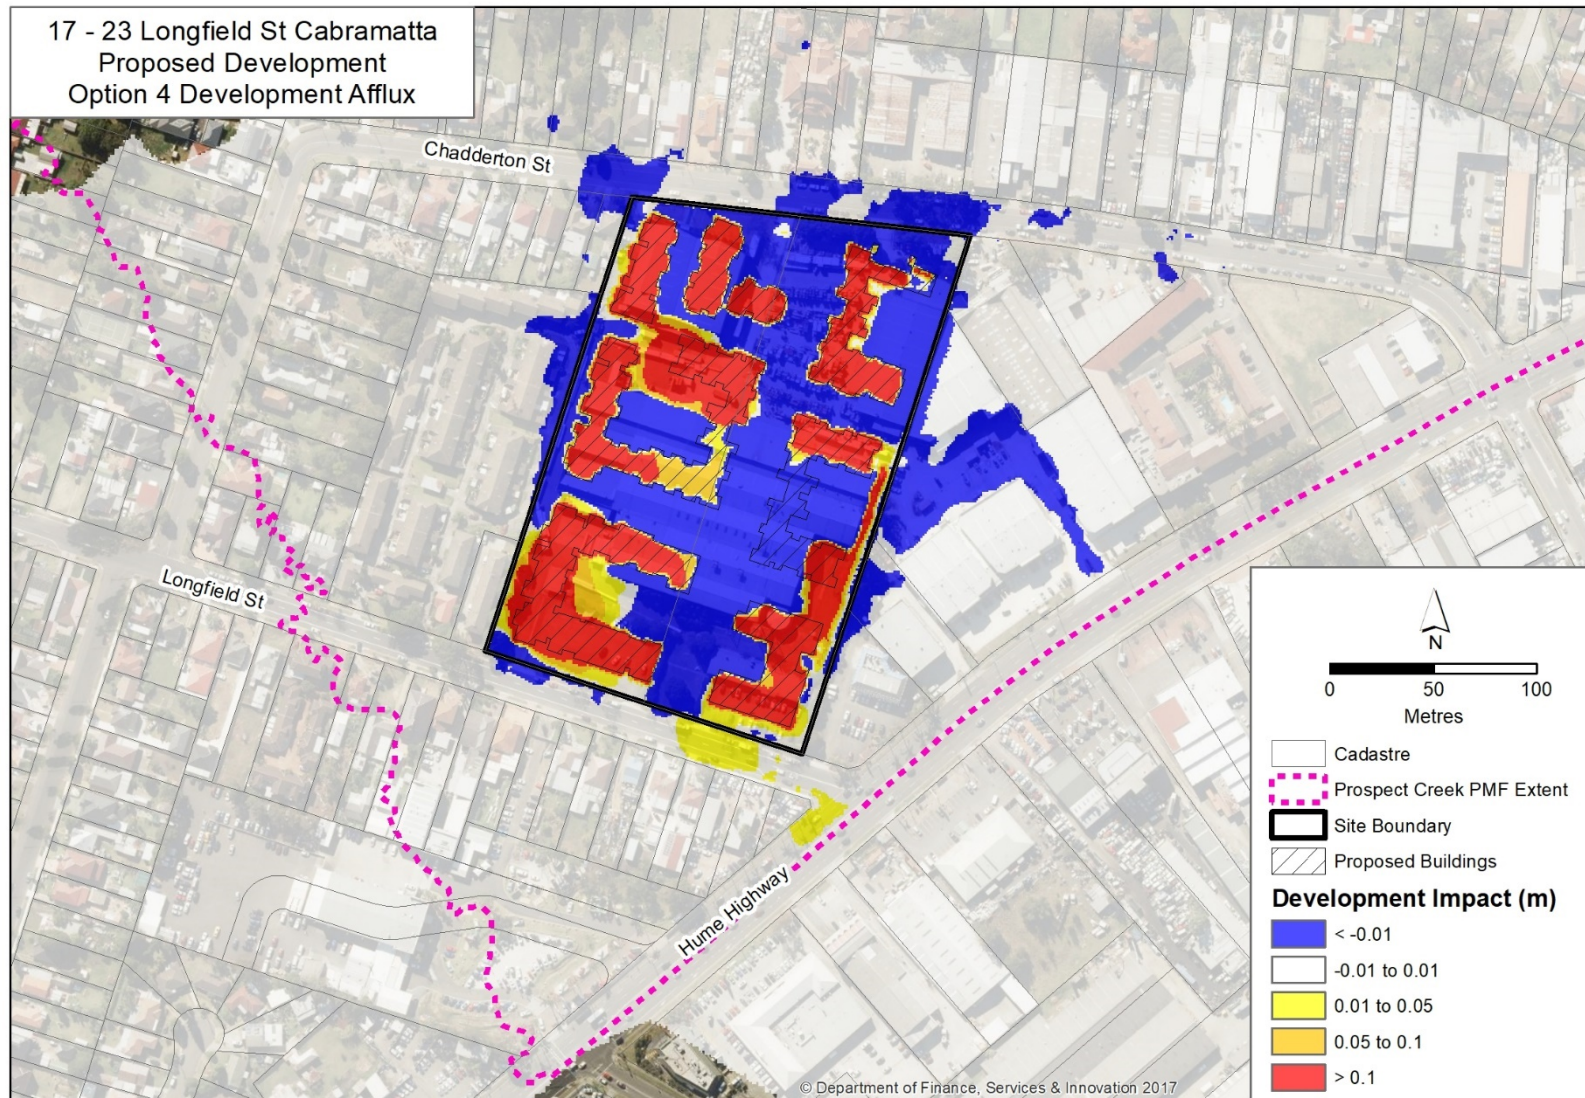 17 - 23 Longfield St Cabramatta
Proposed Development
Option 4 Development Afflux
Chadderton St
Longfield St
Hume Highway
N
0 50 100
Metres
Cadastre
Prospect Creek PMF Extent
Site Boundary
Proposed Buildings
Development Impact (m)
< -0.01
-0.01 to 0.01
0.01 to 0.05
0.05 to 0.1
> 0.1
© Department of Finance, Services & Innovation 2017